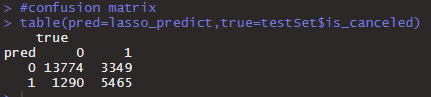 > #confusion matrix
> table(pred=lasso_predict,true=testSet$is_canceled)
    true
pred     0     1
   0 13774  3349
   1  1290  5465
>